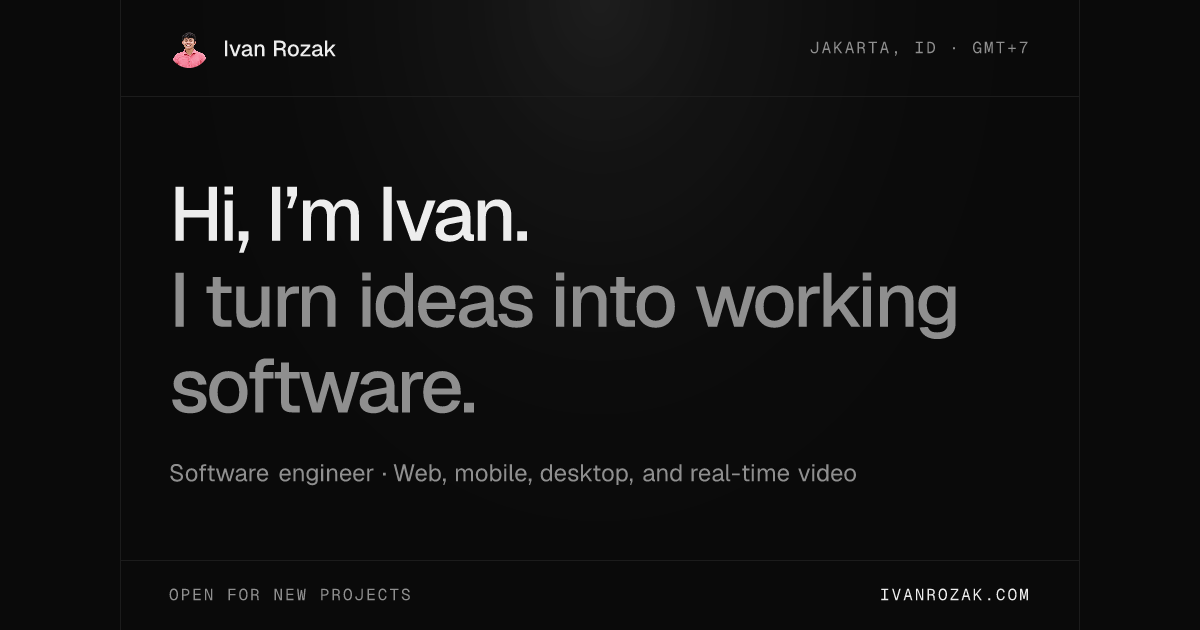 Ivan Rozak
JAKARTA, ID · GMT+7
Hi, I’m Ivan.
I turn ideas into working
software.
Software engineer · Web, mobile, desktop, and real-time video
OPEN FOR NEW PROJECTS
IVANROZAK.COM